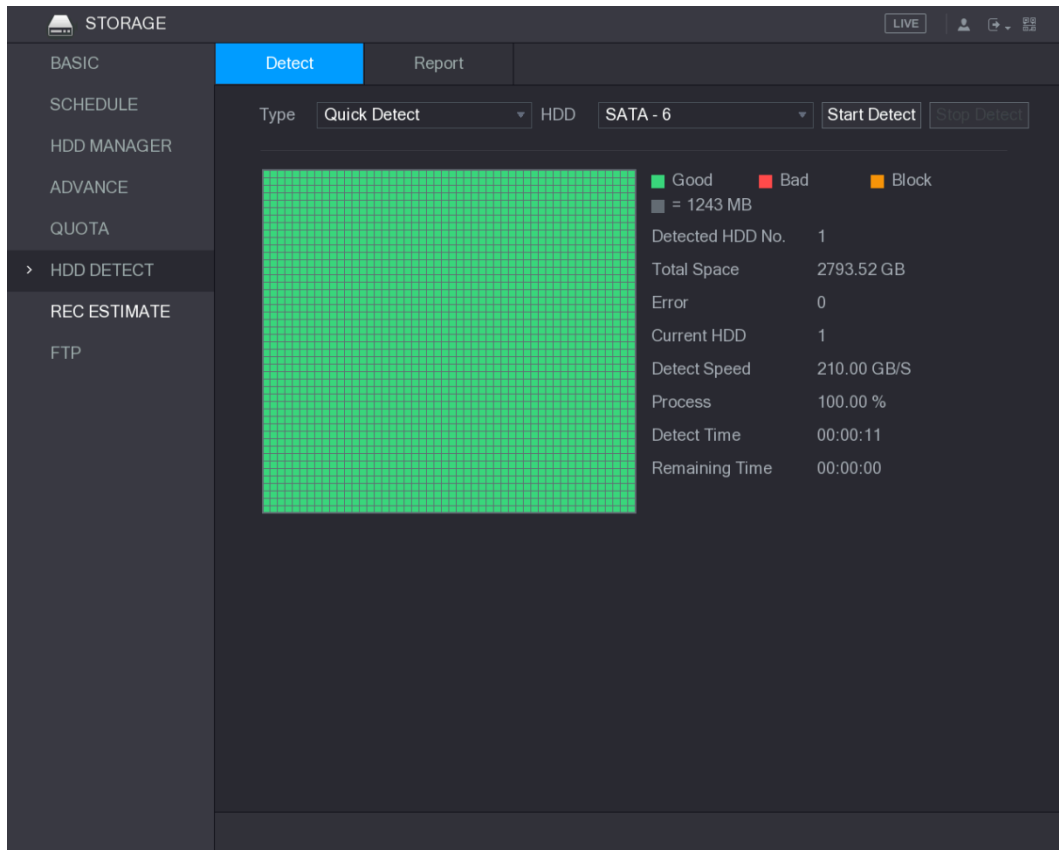 STORAGE LIVE
BASIC
SCHEDULE
HDD MANAGER
ADVANCE
QUOTA
> HDD DETECT
REC ESTIMATE
FTP
Detect Report
Type Quick Detect HDD SATA - 6 Start Detect Stop Detect
Good Bad Block
= 1243 MB
Detected HDD No. 1
Total Space 2793.52 GB
Error 0
Current HDD 1
Detect Speed 210.00 GB/S
Process 100.00 %
Detect Time 00:00:11
Remaining Time 00:00:00